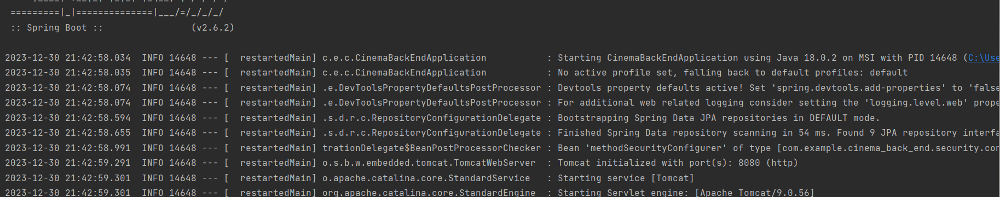 =========|_|==============|___/=/_/_/_/
:: Spring Boot ::                (v2.6.2)
2023-12-30 21:42:58.034  INFO 14648 --- [  restartedMain] c.e.c.CinemaBackEndApplication           : Starting CinemaBackEndApplication using Java 18.0.2 on MSI with PID 14648 (C:\Use
2023-12-30 21:42:58.035  INFO 14648 --- [  restartedMain] c.e.c.CinemaBackEndApplication           : No active profile set, falling back to default profiles: default
2023-12-30 21:42:58.074  INFO 14648 --- [  restartedMain] .e.DevToolsPropertyDefaultsPostProcessor : Devtools property defaults active! Set 'spring.devtools.add-properties' to 'false
2023-12-30 21:42:58.074  INFO 14648 --- [  restartedMain] .e.DevToolsPropertyDefaultsPostProcessor : For additional web related logging consider setting the 'logging.level.web' prope
2023-12-30 21:42:58.594  INFO 14648 --- [  restartedMain] .s.d.r.c.RepositoryConfigurationDelegate : Bootstrapping Spring Data JPA repositories in DEFAULT mode.
2023-12-30 21:42:58.655  INFO 14648 --- [  restartedMain] .s.d.r.c.RepositoryConfigurationDelegate : Finished Spring Data repository scanning in 54 ms. Found 9 JPA repository interfa
2023-12-30 21:42:58.991  INFO 14648 --- [  restartedMain] trationDelegate$BeanPostProcessorChecker : Bean 'methodSecurityConfigurer' of type [com.example.cinema_back_end.security.con
2023-12-30 21:42:59.291  INFO 14648 --- [  restartedMain] o.s.b.w.embedded.tomcat.TomcatWebServer  : Tomcat initialized with port(s): 8080 (http)
2023-12-30 21:42:59.301  INFO 14648 --- [  restartedMain] o.apache.catalina.core.StandardService   : Starting service [Tomcat]
2023-12-30 21:42:59.301  INFO 14648 --- [  restartedMain] org.apache.catalina.core.StandardEngine  : Starting Servlet engine: [Apache Tomcat/9.0.56]